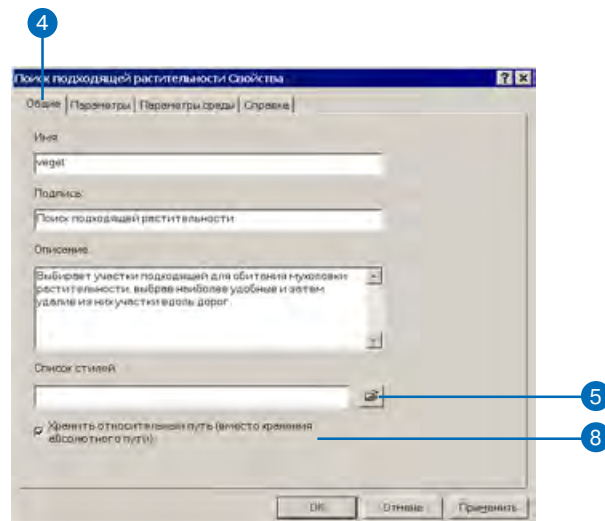 4
Поиск подходящей растительности Свойства
Общие Параметры Параметры среды Справка
Имя
veget
Подпись:
Поиск подходящей растительности
Описание:
Выбирает участки подходящей для обитания мухоловки
растительности, выбрав наиболее удобные и затем
удалив из них участки вдоль дорог
Список стилей
5
Хранить относительный путь (вместо хранения
абсолютного пути)
8
OK Отмена Применить